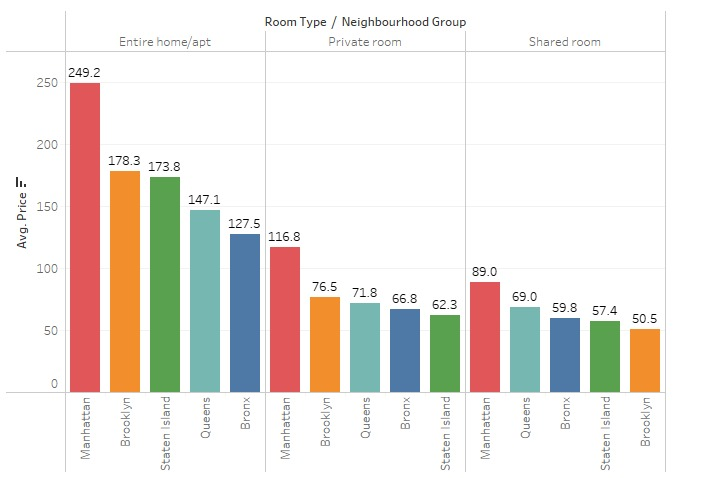 Room Type / Neighbourhood Group
Entire home/apt
Private room
Shared room
Avg. Price
250
200
150
100
50
0
249.2
178.3
173.8
147.1
127.5
116.8
76.5
71.8
66.8
62.3
89.0
69.0
59.8
57.4
50.5
Manhattan
Brooklyn
Staten Island
Queens
Bronx
Manhattan
Brooklyn
Queens
Bronx
Staten Island
Manhattan
Queens
Bronx
Staten Island
Brooklyn